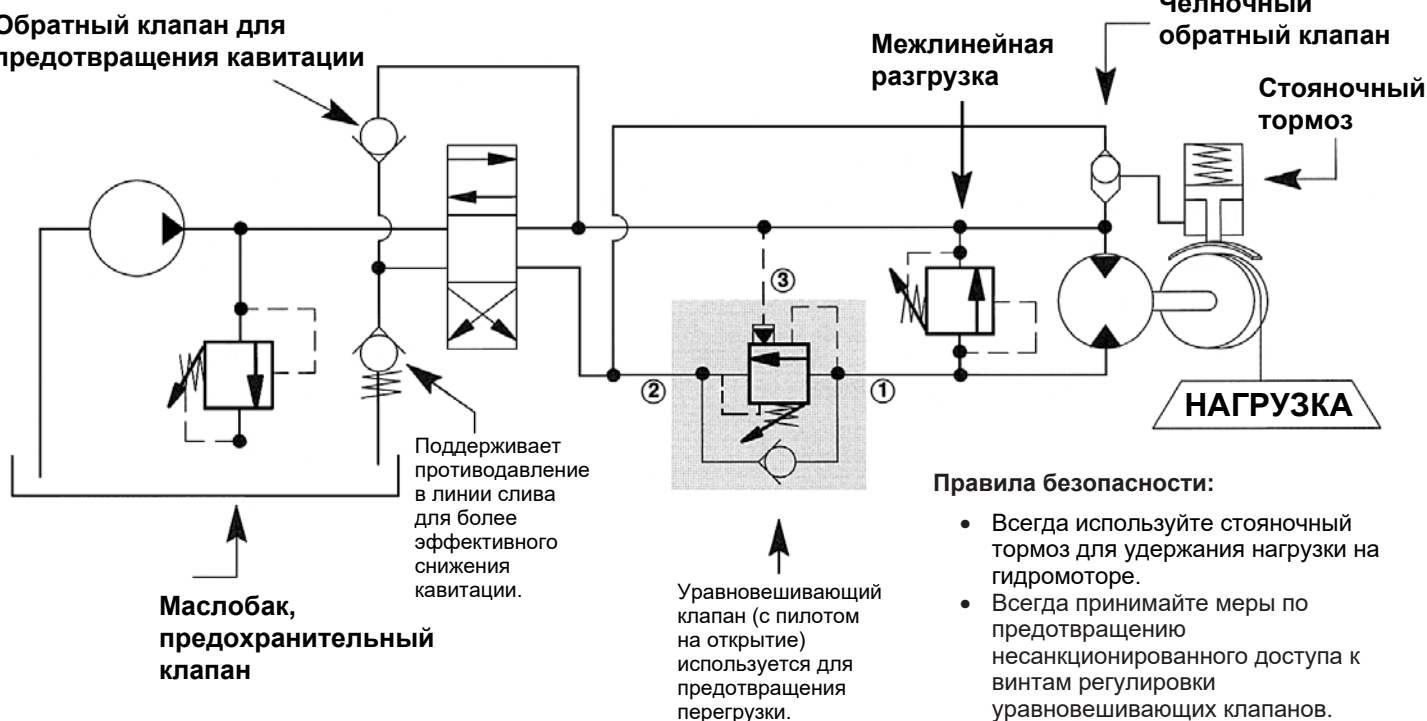 Обратный клапан для
предотвращения кавитации
Межлинейная
разгрузка
Челночный
обратный клапан
Стояночный
тормоз
③
②
①
НАГРУЗКА
Поддерживает
противодавление
в линии слива
для более
эффективного
снижения
кавитации.
Маслобак,
предохранительный
клапан
Уравновешивающий
клапан (с пилотом
на открытие)
используется для
предотвращения
перегрузки.
Правила безопасности:
• Всегда используйте стояночный
тормоз для удержания нагрузки на
гидромоторе.
• Всегда принимайте меры по
предотвращению
несанкционированного доступа к
винтам регулировки
уравновешивающих клапанов.